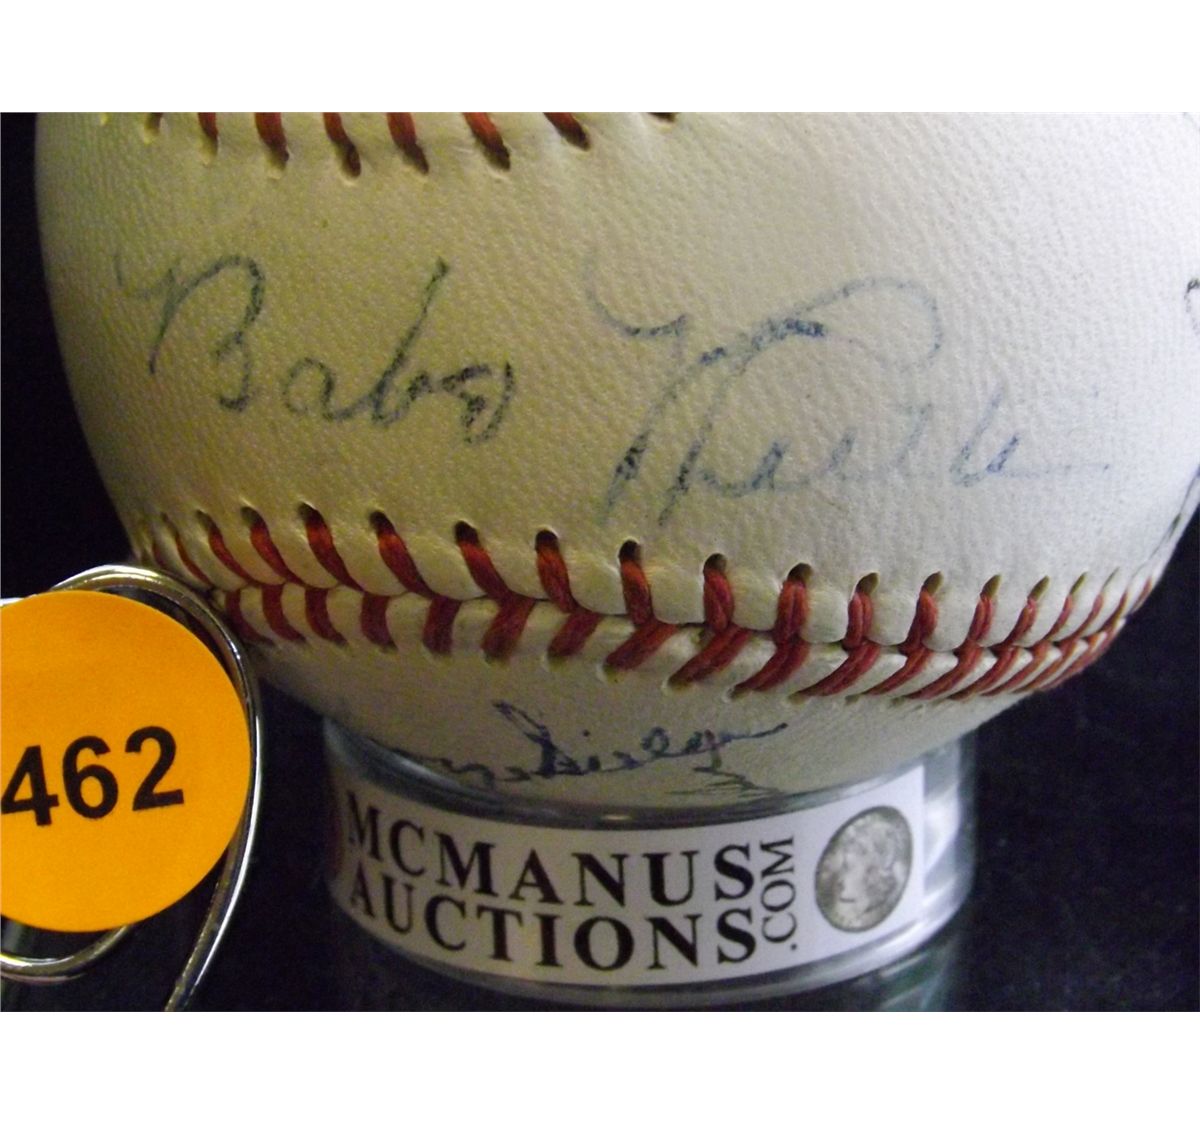 Babe Ruth
462
MCMANUS
AUCTIONS
.COM